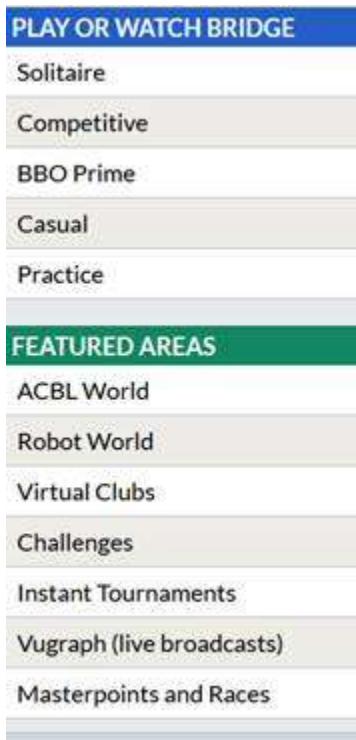 PLAY OR WATCH BRIDGE
Solitaire
Competitive
BBO Prime
Casual
Practice
FEATURED AREAS
ACBL World
Robot World
Virtual Clubs
Challenges
Instant Tournaments
Vugraph (live broadcasts)
Masterpoints and Races